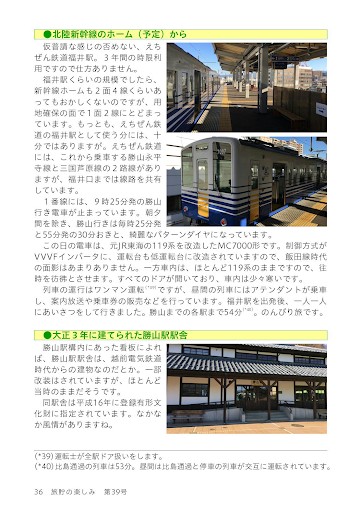 ●北陸新幹線のホーム（予定）から
仮普請な感じの否めない、えち
ぜん鉄道福井駅。３年間の時限利
用ですので仕方ありません。
福井駅くらいの規模でしたら、
新幹線ホームも２面４線くらいあ
ってもおかしくないのですが、用
地確保の面で１面２線にとどまっ
ています。もっとも、えちぜん鉄
道の福井駅として使う分には、十
分ではありますが。えちぜん鉄道
には、これから乗車する勝山永平
寺線と三国芦原線の２路線があり
ますが、福井口までは線路を共有
しています。
１番線には、９時25分発の勝山
行き電車が止まっています。朝夕
間を除き、勝山行きは毎時25分発
と55分発の30分おきと、綺麗なパターンダイヤになっています。
この日の電車は、元JR東海の119系を改造したMC7000形です。制御方式が
VVVFインバータに、運転台も低運転台に改造されていますので、飯田線時代
の面影はあまりありません。一方車内は、ほとんど119系のままですので、往
時を彷彿とさせます。すべてのドアが開いており、車内は少々寒いです。
列車の運行はワンマン運転(*39)ですが、昼間の列車にはアテンダントが乗車
し、案内放送や乗車券の販売などを行っています。福井駅を出発後、一人一人
にあいさつをして行きました。勝山までの各駅まで54分(*40)。のんびり旅です。
●大正３年に建てられた勝山駅駅舎
勝山駅構内にあった看板によれ
ば、勝山駅駅舎は、越前電気鉄道
時代からの建物なのだとか。一部
改装はされていますが、ほとんど
当時のままだそうです。
同駅舎は平成16年に登録有形文
化財に指定されています。なかな
か風情がありますね。
(*39)運転士が全駅ドア扱いをします。
(*40)比島通過の列車は53分。昼間は比島通過と停車の列車が交互に運転されています。
36　旅貯の楽しみ　第39号